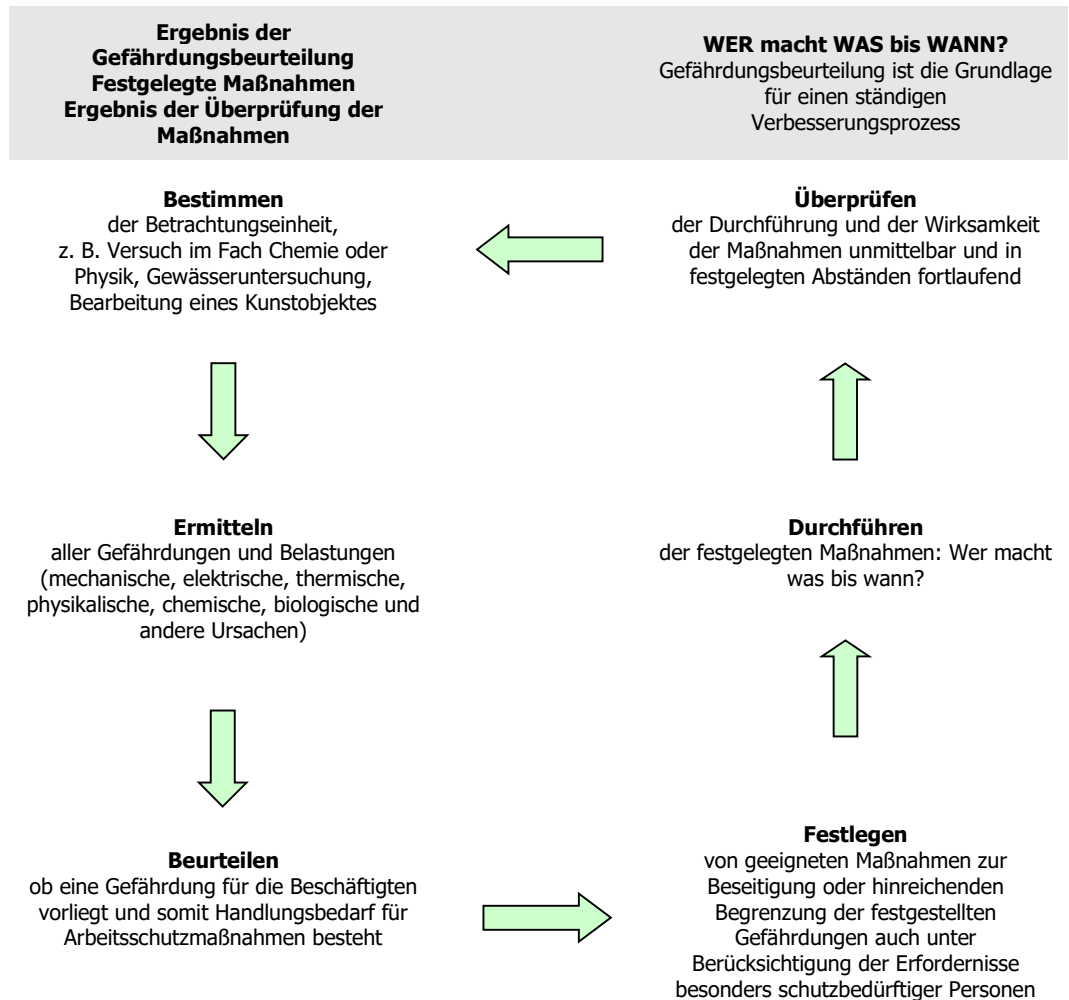 Ergebnis der
Gefährdungsbeurteilung
Festgelegte Maßnahmen
Ergebnis der Überprüfung der
Maßnahmen
WER macht WAS bis WANN?
Gefährdungsbeurteilung ist die Grundlage
für einen ständigen
Verbesserungsprozess
Bestimmen
der Betrachtungseinheit,
z. B. Versuch im Fach Chemie oder
Physik, Gewässeruntersuchung,
Bearbeitung eines Kunstobjektes
Überprüfen
der Durchführung und der Wirksamkeit
der Maßnahmen unmittelbar und in
festgelegten Abständen fortlaufend
Ermitteln
aller Gefährdungen und Belastungen
(mechanische, elektrische, thermische,
physikalische, chemische, biologische und
andere Ursachen)
Durchführen
der festgelegten Maßnahmen: Wer macht
was bis wann?
Beurteilen
ob eine Gefährdung für die Beschäftigten
vorliegt und somit Handlungsbedarf für
Arbeitsschutzmaßnahmen besteht
Festlegen
von geeigneten Maßnahmen zur
Beseitigung oder hinreichenden
Begrenzung der festgestellten
Gefährdungen auch unter
Berücksichtigung der Erfordernisse
besonders schutzbedürftiger Personen